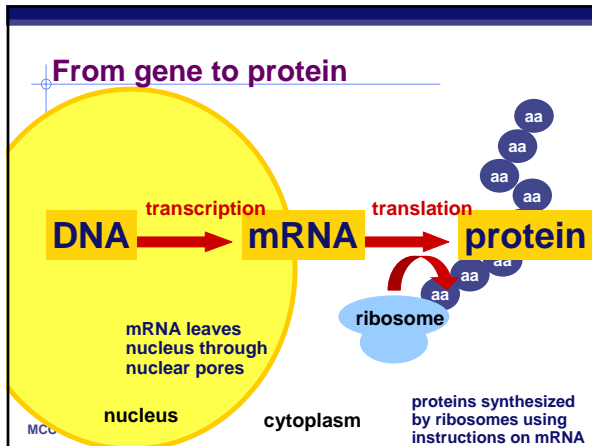 From gene to protein
aa
aa
aa
aa
transcription
translation
DNA
mRNA
protein
aa
aa
aa
ribosome
mRNA leaves
nucleus through
nuclear pores
nucleus
cytoplasm
proteins synthesized
by ribosomes using
instructions on mRNA